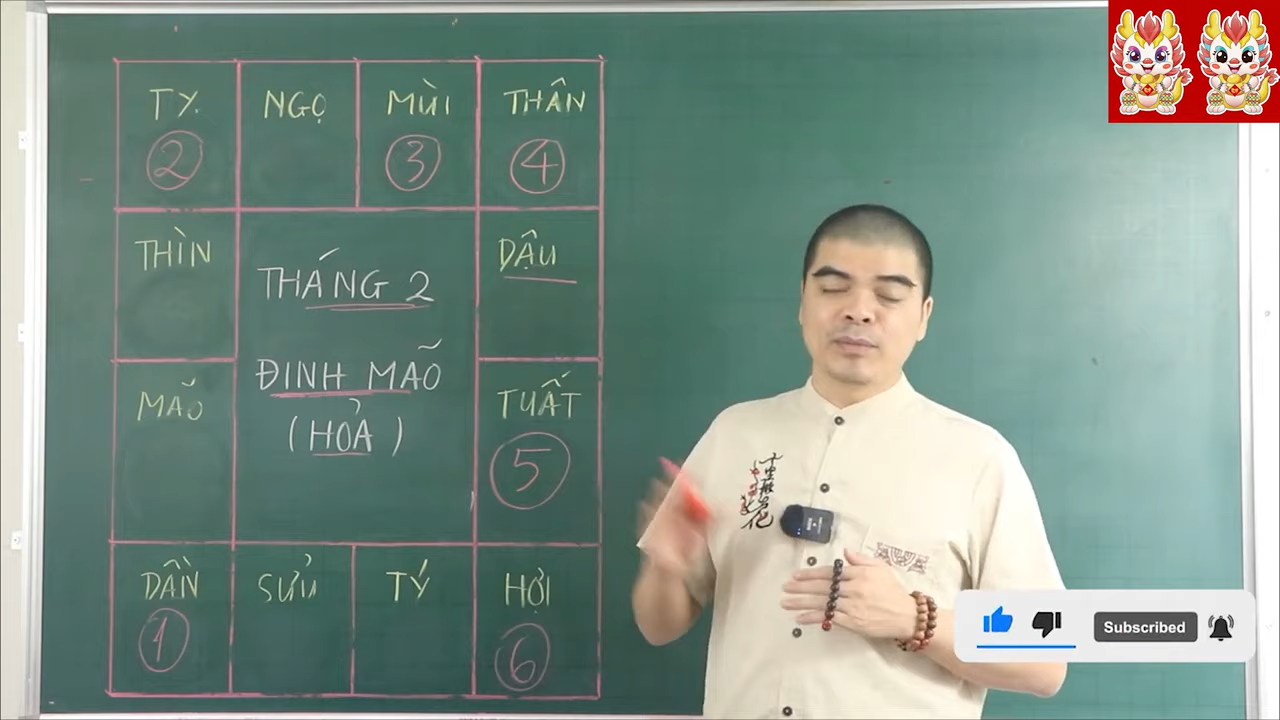 TỴ
NGỌ
MÙI
THÂN
2
3
4
THÌN
DẬU
THÁNG 2
ĐINH MÃO
(HỎA)
MÃO
TUẤT
5
DẦN
SỬU
TÝ
HỢI
1
6
Subscribed